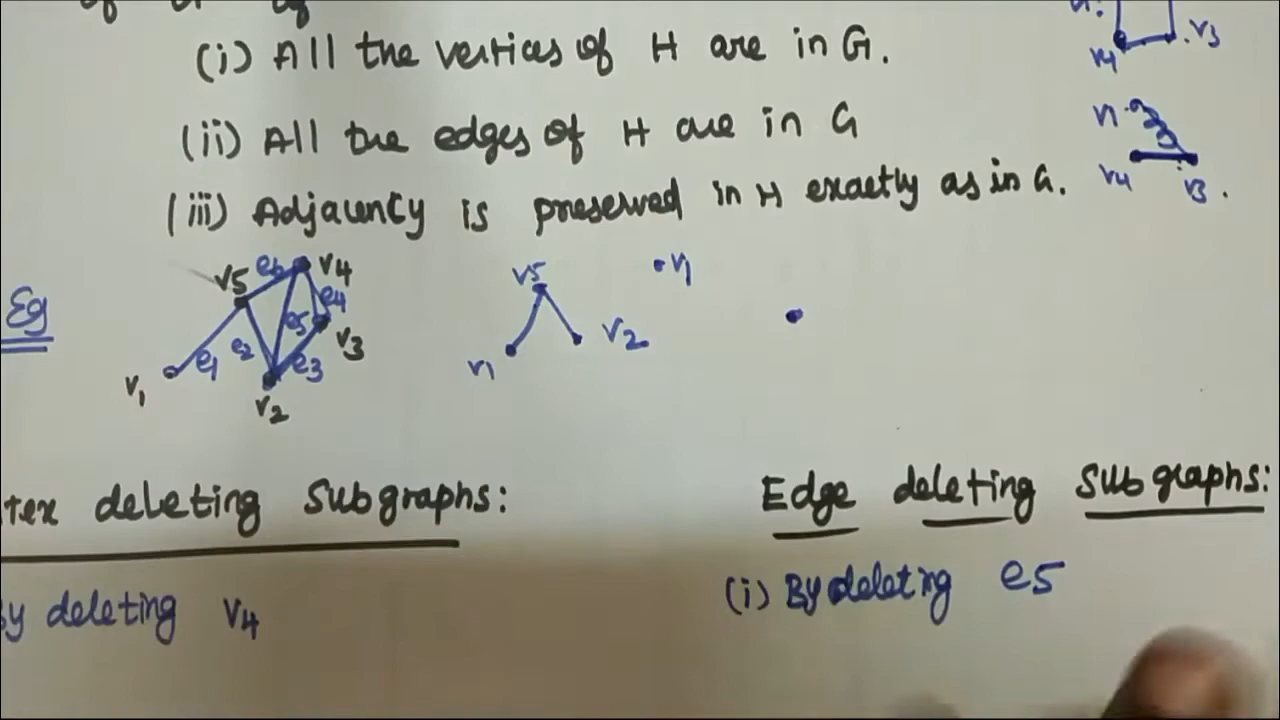 (i) All the vertices of H are in G.
(ii) All the edges of H are in G
(iii) Adjacency is preserved in H exactly as in G.
v4 v3
v1
v4 v3
Eg
v5 e6 v4
e4
e1 e2 e5 e3 v3
v1
v2
v5
v1 v2
v1
deleting Subgraphs:
By deleting v4
Edge deleting Subgraphs:
(i) By deleting e5